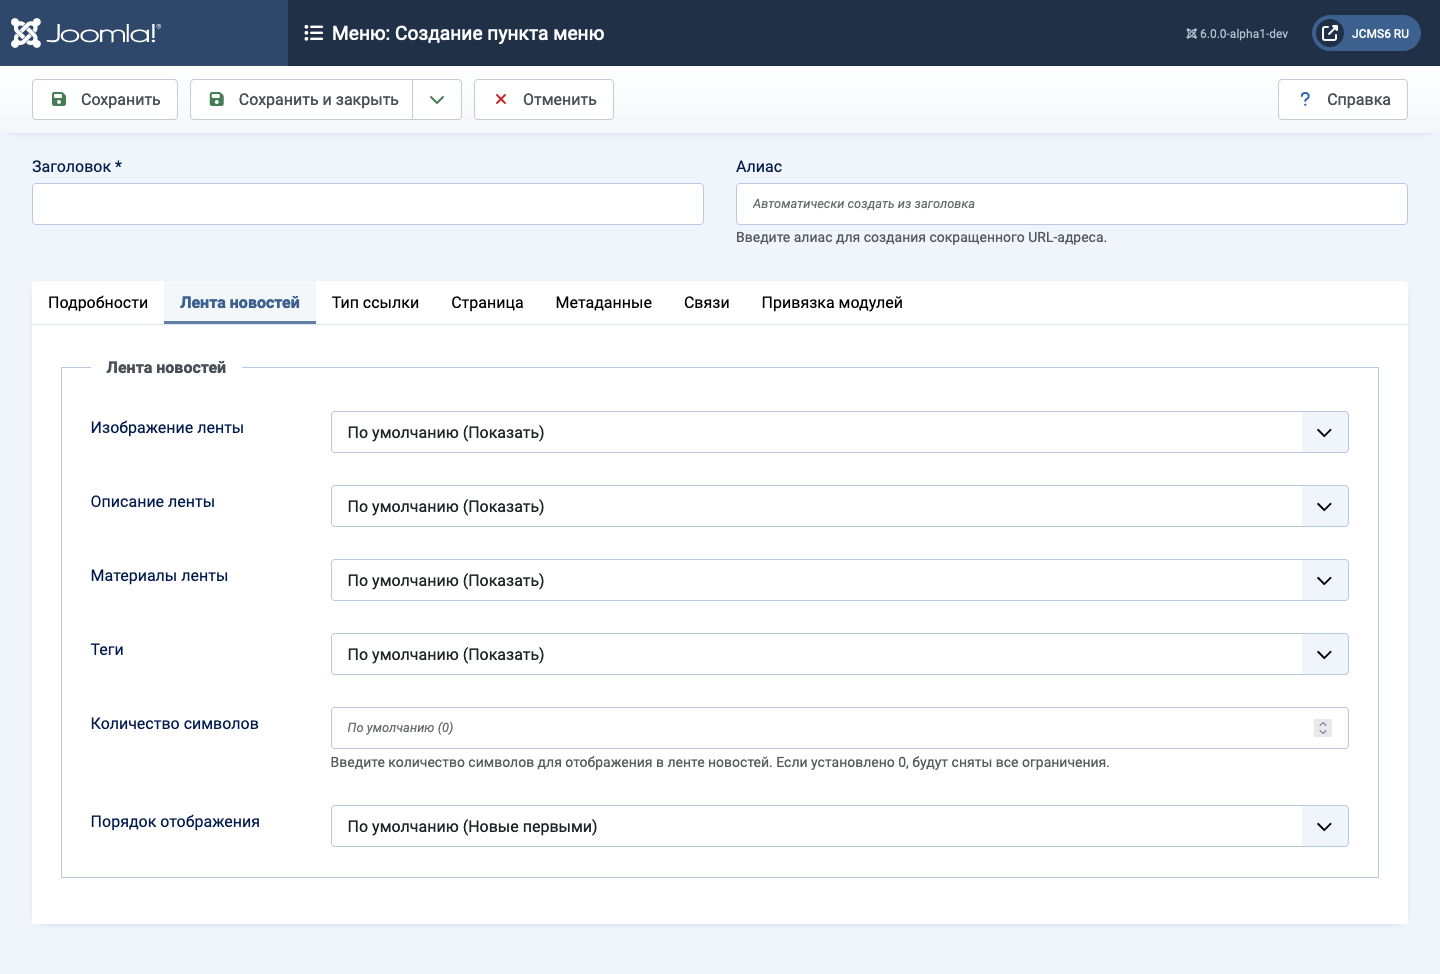 Joomla!®
Меню: Создание пункта меню
6.0.0-alpha1-dev
JCMS6 RU
Сохранить
Сохранить и закрыть
Отменить
? Справка
Заголовок *
Алиас
Автоматически создать из заголовка
Введите алиас для создания сокращенного URL-адреса.
Подробности Лента новостей Тип ссылки Страница Метаданные Связи Привязка модулей
Лента новостей
Изображение ленты
По умолчанию (Показать)
Описание ленты
По умолчанию (Показать)
Материалы ленты
По умолчанию (Показать)
Теги
По умолчанию (Показать)
Количество символов
По умолчанию (0)
Введите количество символов для отображения в ленте новостей. Если установлено 0, будут сняты все ограничения.
Порядок отображения
По умолчанию (Новые первыми)